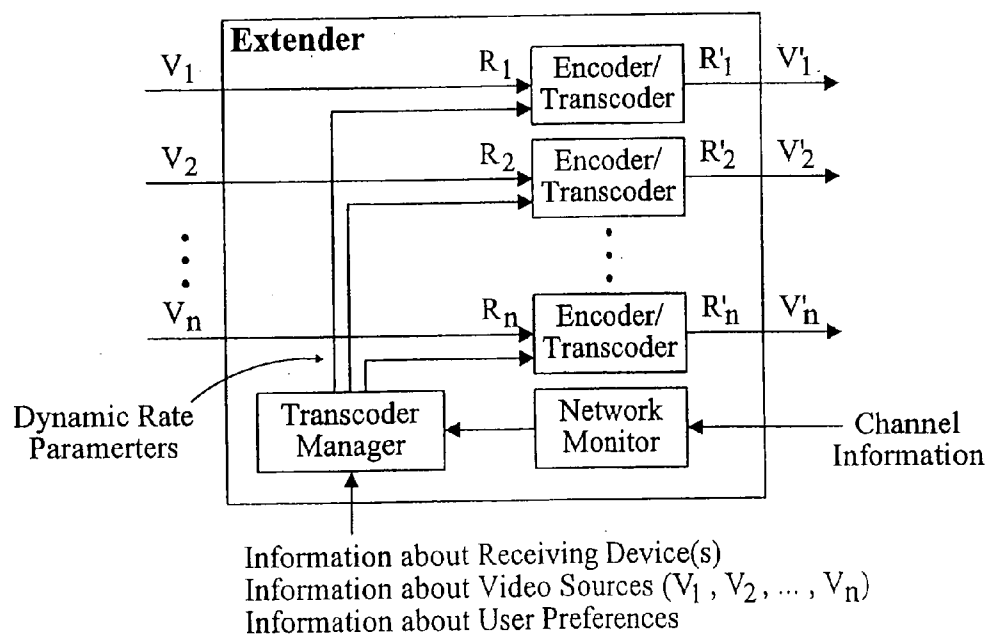 Extender
V1 R1 Encoder/ Transcoder R'1 V'1
V2 R2 Encoder/ Transcoder R'2 V'2
Vn Rn Encoder/ Transcoder R'n V'n
Dynamic Rate
Paramerters
Transcoder
Manager
Network
Monitor
Channel
Information
Information about Receiving Device(s)
Information about Video Sources (V1 , V2 , ... , Vn)
Information about User Preferences